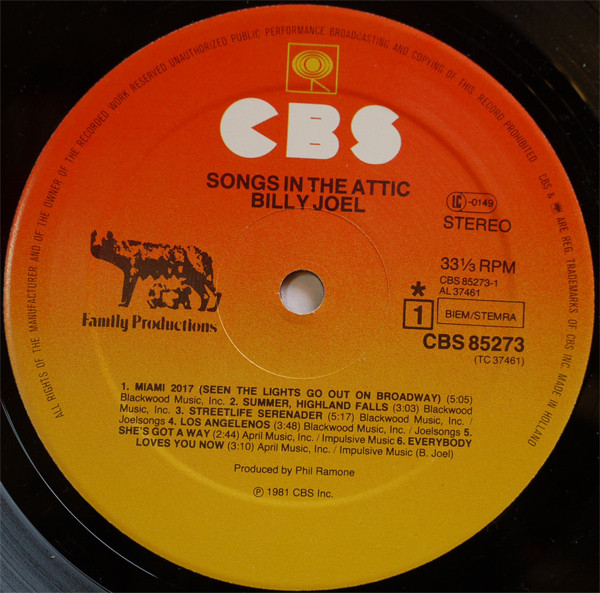 ALL RIGHTS OF THE MANUFACTURER AND OF THE OWNER OF THE RECORDED WORK RESERVED UNAUTHORIZED PUBLIC PERFORMANCE BROADCASTING AND COPYING OF THIS RECORD PROHIBITED. CBS & ARE REG. TRADEMARKS OF CBS INC. MADE IN HOLLAND
CBS
SONGS IN THE ATTIC
BILLY JOEL
LC -0149
STEREO
33⅓ RPM
CBS 85273-1
AL 37461
*
1 BIEM/STEMRA
CBS 85273
(TC 37461)
Family Productions
1. MIAMI 2017 (SEEN THE LIGHTS GO OUT ON BROADWAY) (5:05)
Blackwood Music, Inc. 2. SUMMER, HIGHLAND FALLS (3:03) Blackwood
Music, Inc. 3. STREETLIFE SERENADER (5:17) Blackwood Music, Inc. /
Joelsongs 4. LOS ANGELENOS (3:48) Blackwood Music, Inc. / Joelsongs 5.
SHE'S GOT A WAY (2:44) April Music, Inc. / Impulsive Music 6. EVERYBODY
LOVES YOU NOW (3:10) April Music, Inc. / Impulsive Music (B. Joel)
Produced by Phil Ramone
℗ 1981 CBS Inc.